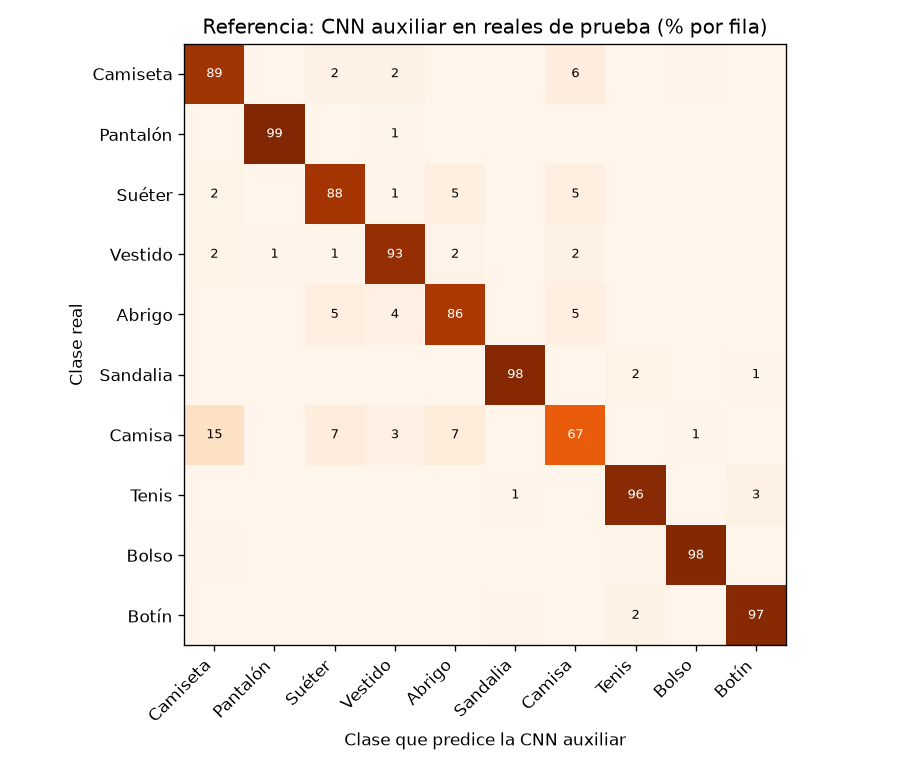 Referencia: CNN auxiliar en reales de prueba (% por fila)
Camiseta 89 2 2 6
Pantalón 99 1
Suéter 2 88 1 5 5
Vestido 2 1 1 93 2 2
Abrigo 5 4 86 5
Sandalia 98 2 1
Camisa 15 7 3 7 67 1
Tenis 1 96 3
Bolso 98
Botín 2 97
Clase real
Camiseta Pantalón Suéter Vestido Abrigo Sandalia Camisa Tenis Bolso Botín
Clase que predice la CNN auxiliar